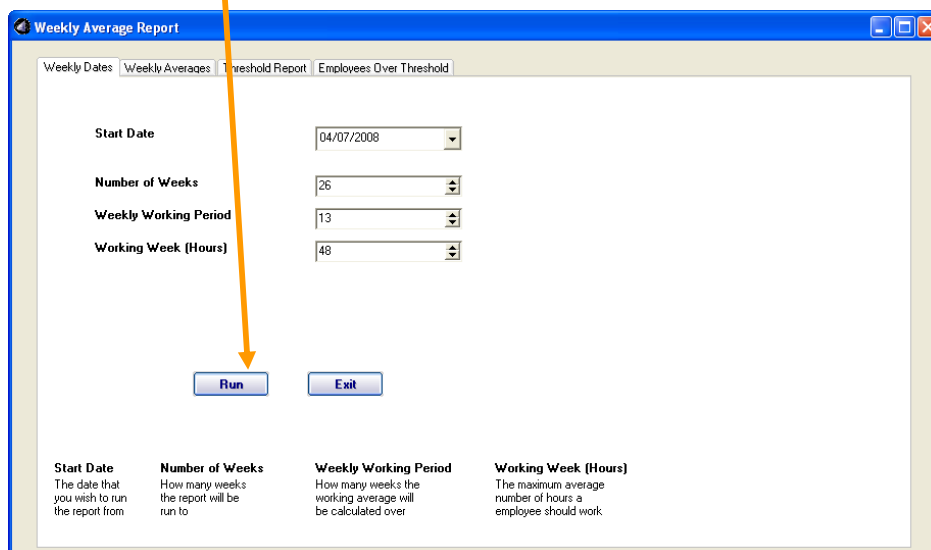 Weekly Average Report
Weekly Dates Weekly Averages Threshold Report Employees Over Threshold
Start Date 04/07/2008
Number of Weeks 26
Weekly Working Period 13
Working Week (Hours) 48
Run Exit
Start Date Number of Weeks Weekly Working Period Working Week (Hours)
The date that How many weeks How many weeks the The maximum average
you wish to run the report will be working average will number of hours a
the report from run to be calculated over employee should work